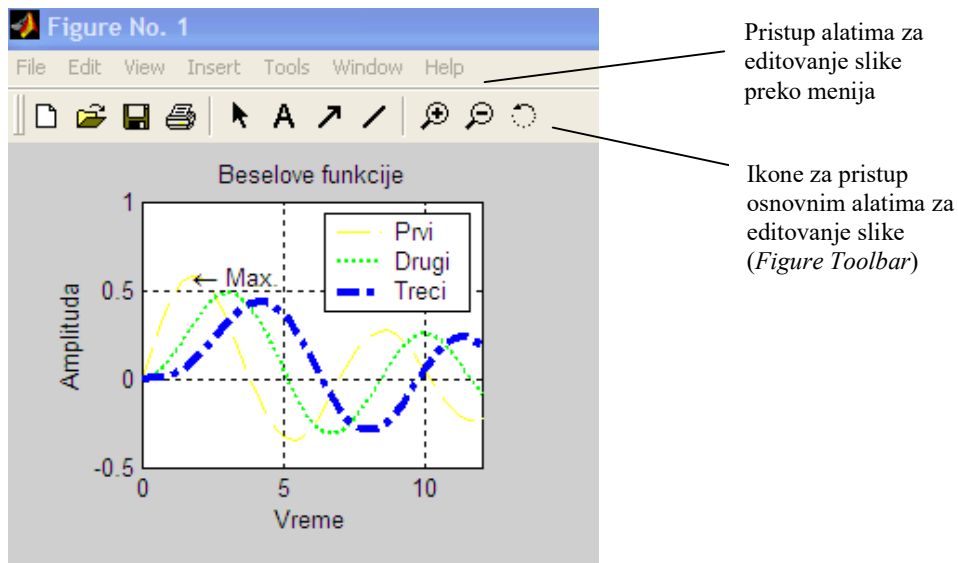 Figure No. 1
File Edit View Insert Tools Window Help
A
Pristup alatima za
editovanje slike
preko menija
Ikone za pristup
osnovnim alatima za
editovanje slike
(Figure Toolbar)
Beselove funkcije
Amplituda
1
0.5
0
-0.5
← Max.
Prvi
Drugi
Treci
0 5 10
Vreme